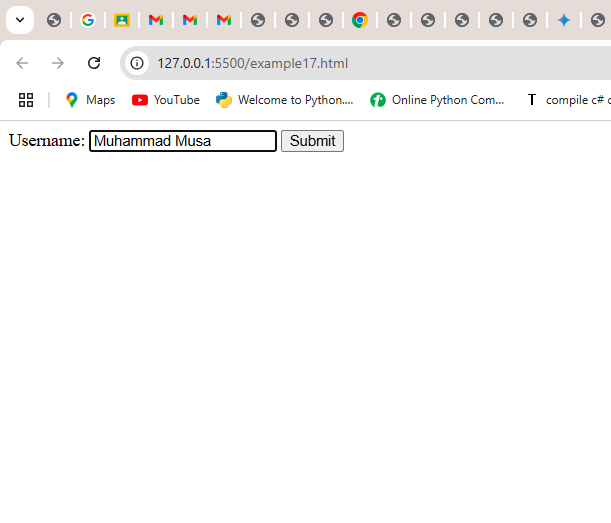 127.0.0.1:5500/example17.html
Maps YouTube Welcome to Python.... Online Python Com... T compile c#
Username: Muhammad Musa Submit